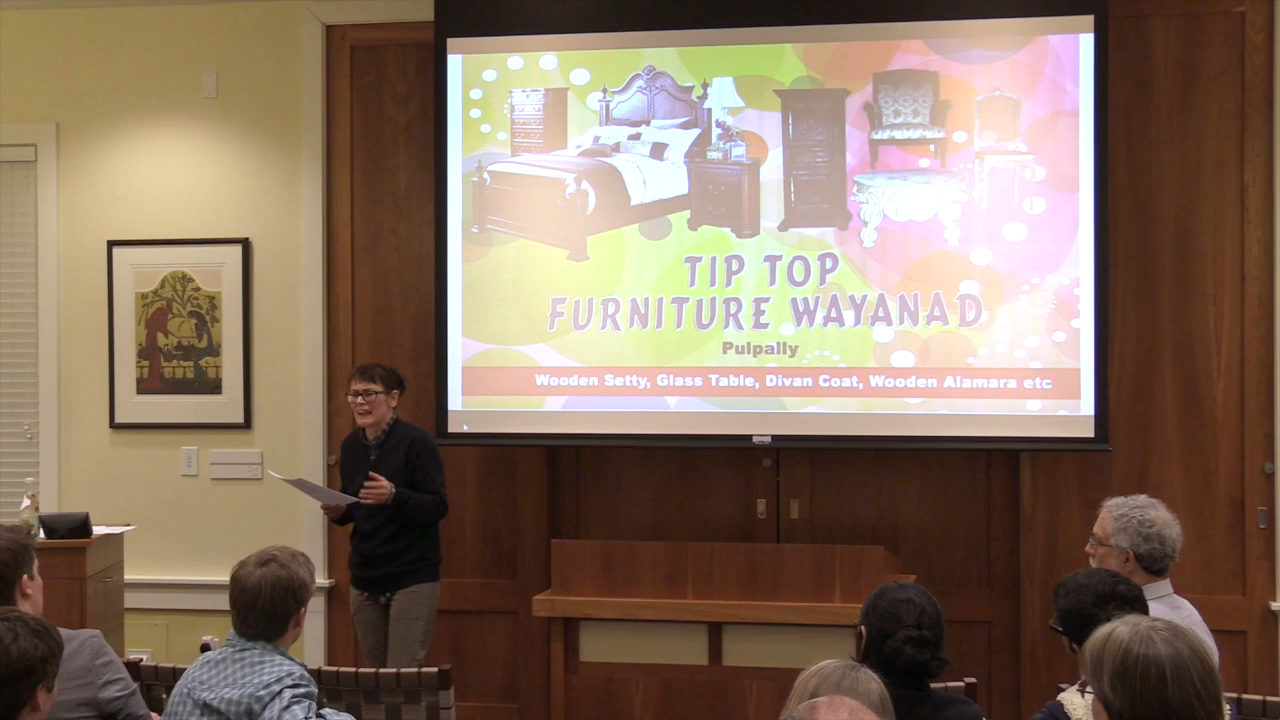 TIP TOP
FURNITURE WAYANAD
Pulpally
Wooden Setty, Glass Table, Divan Coat, Wooden Alamara etc